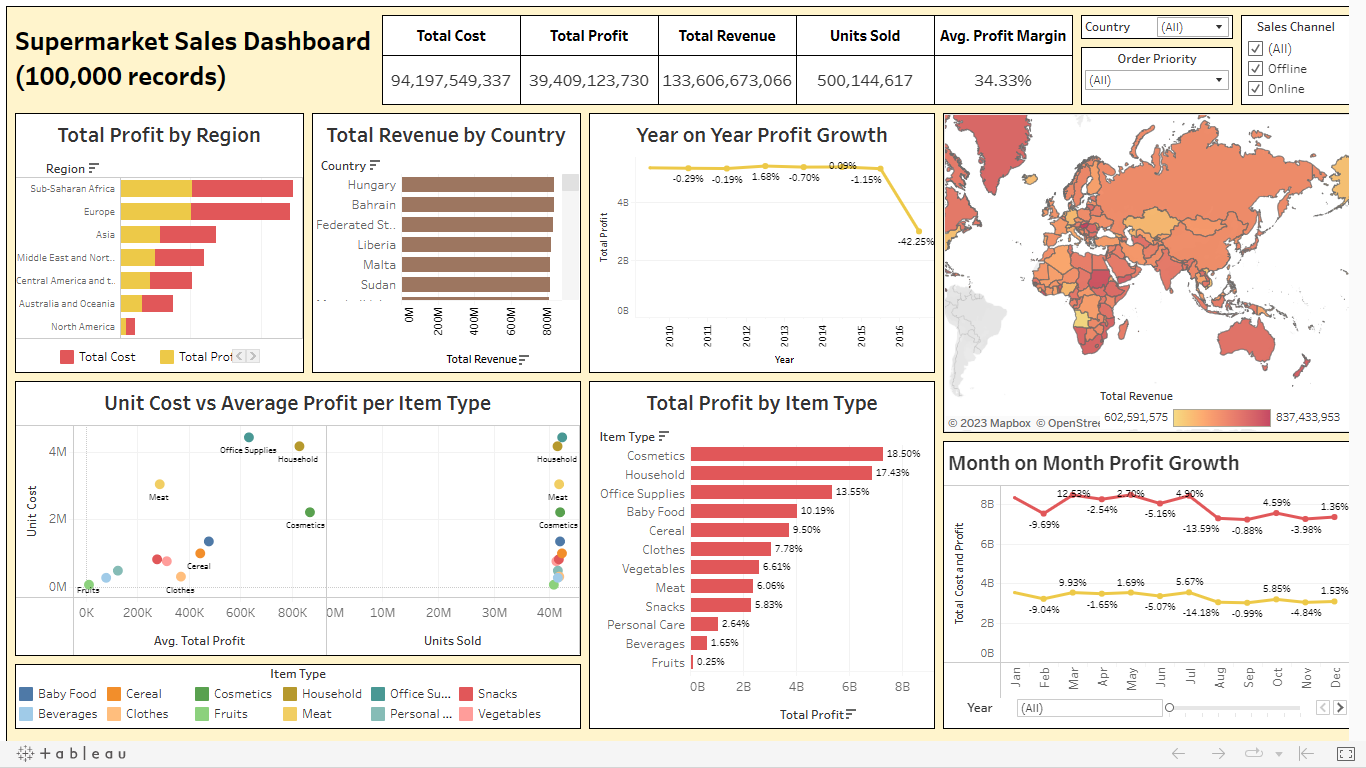 Supermarket Sales Dashboard
(100,000 records)
Total Cost
Total Profit
Total Revenue
Units Sold
Avg. Profit Margin
94,197,549,337
39,409,123,730
133,606,673,066
500,144,617
34.33%
Country
(All)
Order Priority
(All)
Sales Channel
(All)
Offline
Online
Total Profit by Region
Region
Sub-Saharan Africa
Europe
Asia
Middle East and Nort..
Central America and t..
Australia and Oceania
North America
Total Cost
Total Prof
Total Revenue by Country
Country
Hungary
Bahrain
Federated St..
Liberia
Malta
Sudan
0M
200M
400M
600M
800M
Total Revenue
Year on Year Profit Growth
Total Profit
4B
2B
0B
-0.29%
-0.19%
1.68%
-0.70%
0.09%
-1.15%
-42.25%
2010
2011
2012
2013
2014
2015
2016
Year
Total Revenue
© 2023 Mapbox © OpenStre
602,591,575
837,433,953
Unit Cost vs Average Profit per Item Type
Unit Cost
4M
2M
0M
Office Supplies
Household
Meat
Cosmetics
Cereal
Clothes
Fruits
Household
Meat
Cosmetics
0K
200K
400K
600K
800K
0M
10M
20M
30M
40M
Avg. Total Profit
Units Sold
Item Type
Baby Food
Cereal
Cosmetics
Household
Office Su...
Snacks
Beverages
Clothes
Fruits
Meat
Personal ...
Vegetables
Total Profit by Item Type
Item Type
Cosmetics 18.50%
Household 17.43%
Office Supplies 13.55%
Baby Food 10.19%
Cereal 9.50%
Clothes 7.78%
Vegetables 6.61%
Meat 6.06%
Snacks 5.83%
Personal Care 2.64%
Beverages 1.65%
Fruits 0.25%
0B
2B
4B
6B
8B
Total Profit
Month on Month Profit Growth
Total Cost and Profit
8B
6B
4B
2B
0B
-9.69%
12.53%
-2.54%
2.70%
-5.16%
4.90%
-13.59%
-0.88%
4.59%
-3.98%
1.36%
-9.04%
9.93%
-1.65%
1.69%
-5.07%
5.67%
-14.18%
-0.99%
5.85%
-4.84%
1.53%
Jan
Feb
Mar
Apr
May
Jun
Jul
Aug
Sep
Oct
Nov
Dec
Year
(All)
+ableau